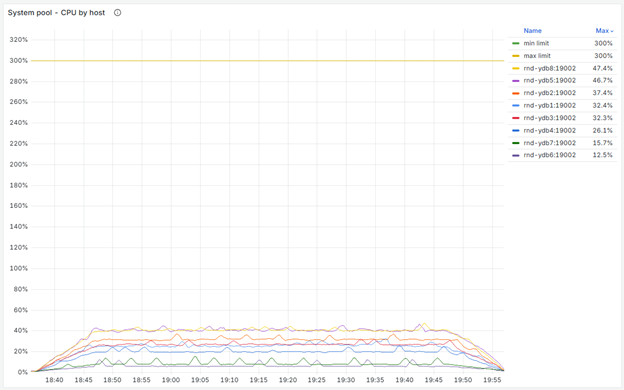 System pool - CPU by host
Name Max
min limit 300%
max limit 300%
rnd-ydb8:19002 47.4%
rnd-ydb5:19002 46.7%
rnd-ydb2:19002 37.4%
rnd-ydb1:19002 32.4%
rnd-ydb3:19002 32.3%
rnd-ydb4:19002 26.1%
rnd-ydb7:19002 15.7%
rnd-ydb6:19002 12.5%
320%
300%
280%
260%
240%
220%
200%
180%
160%
140%
120%
100%
80%
60%
40%
20%
0%
18:40 18:45 18:50 18:55 19:00 19:05 19:10 19:15 19:20 19:25 19:30 19:35 19:40 19:45 19:50 19:55